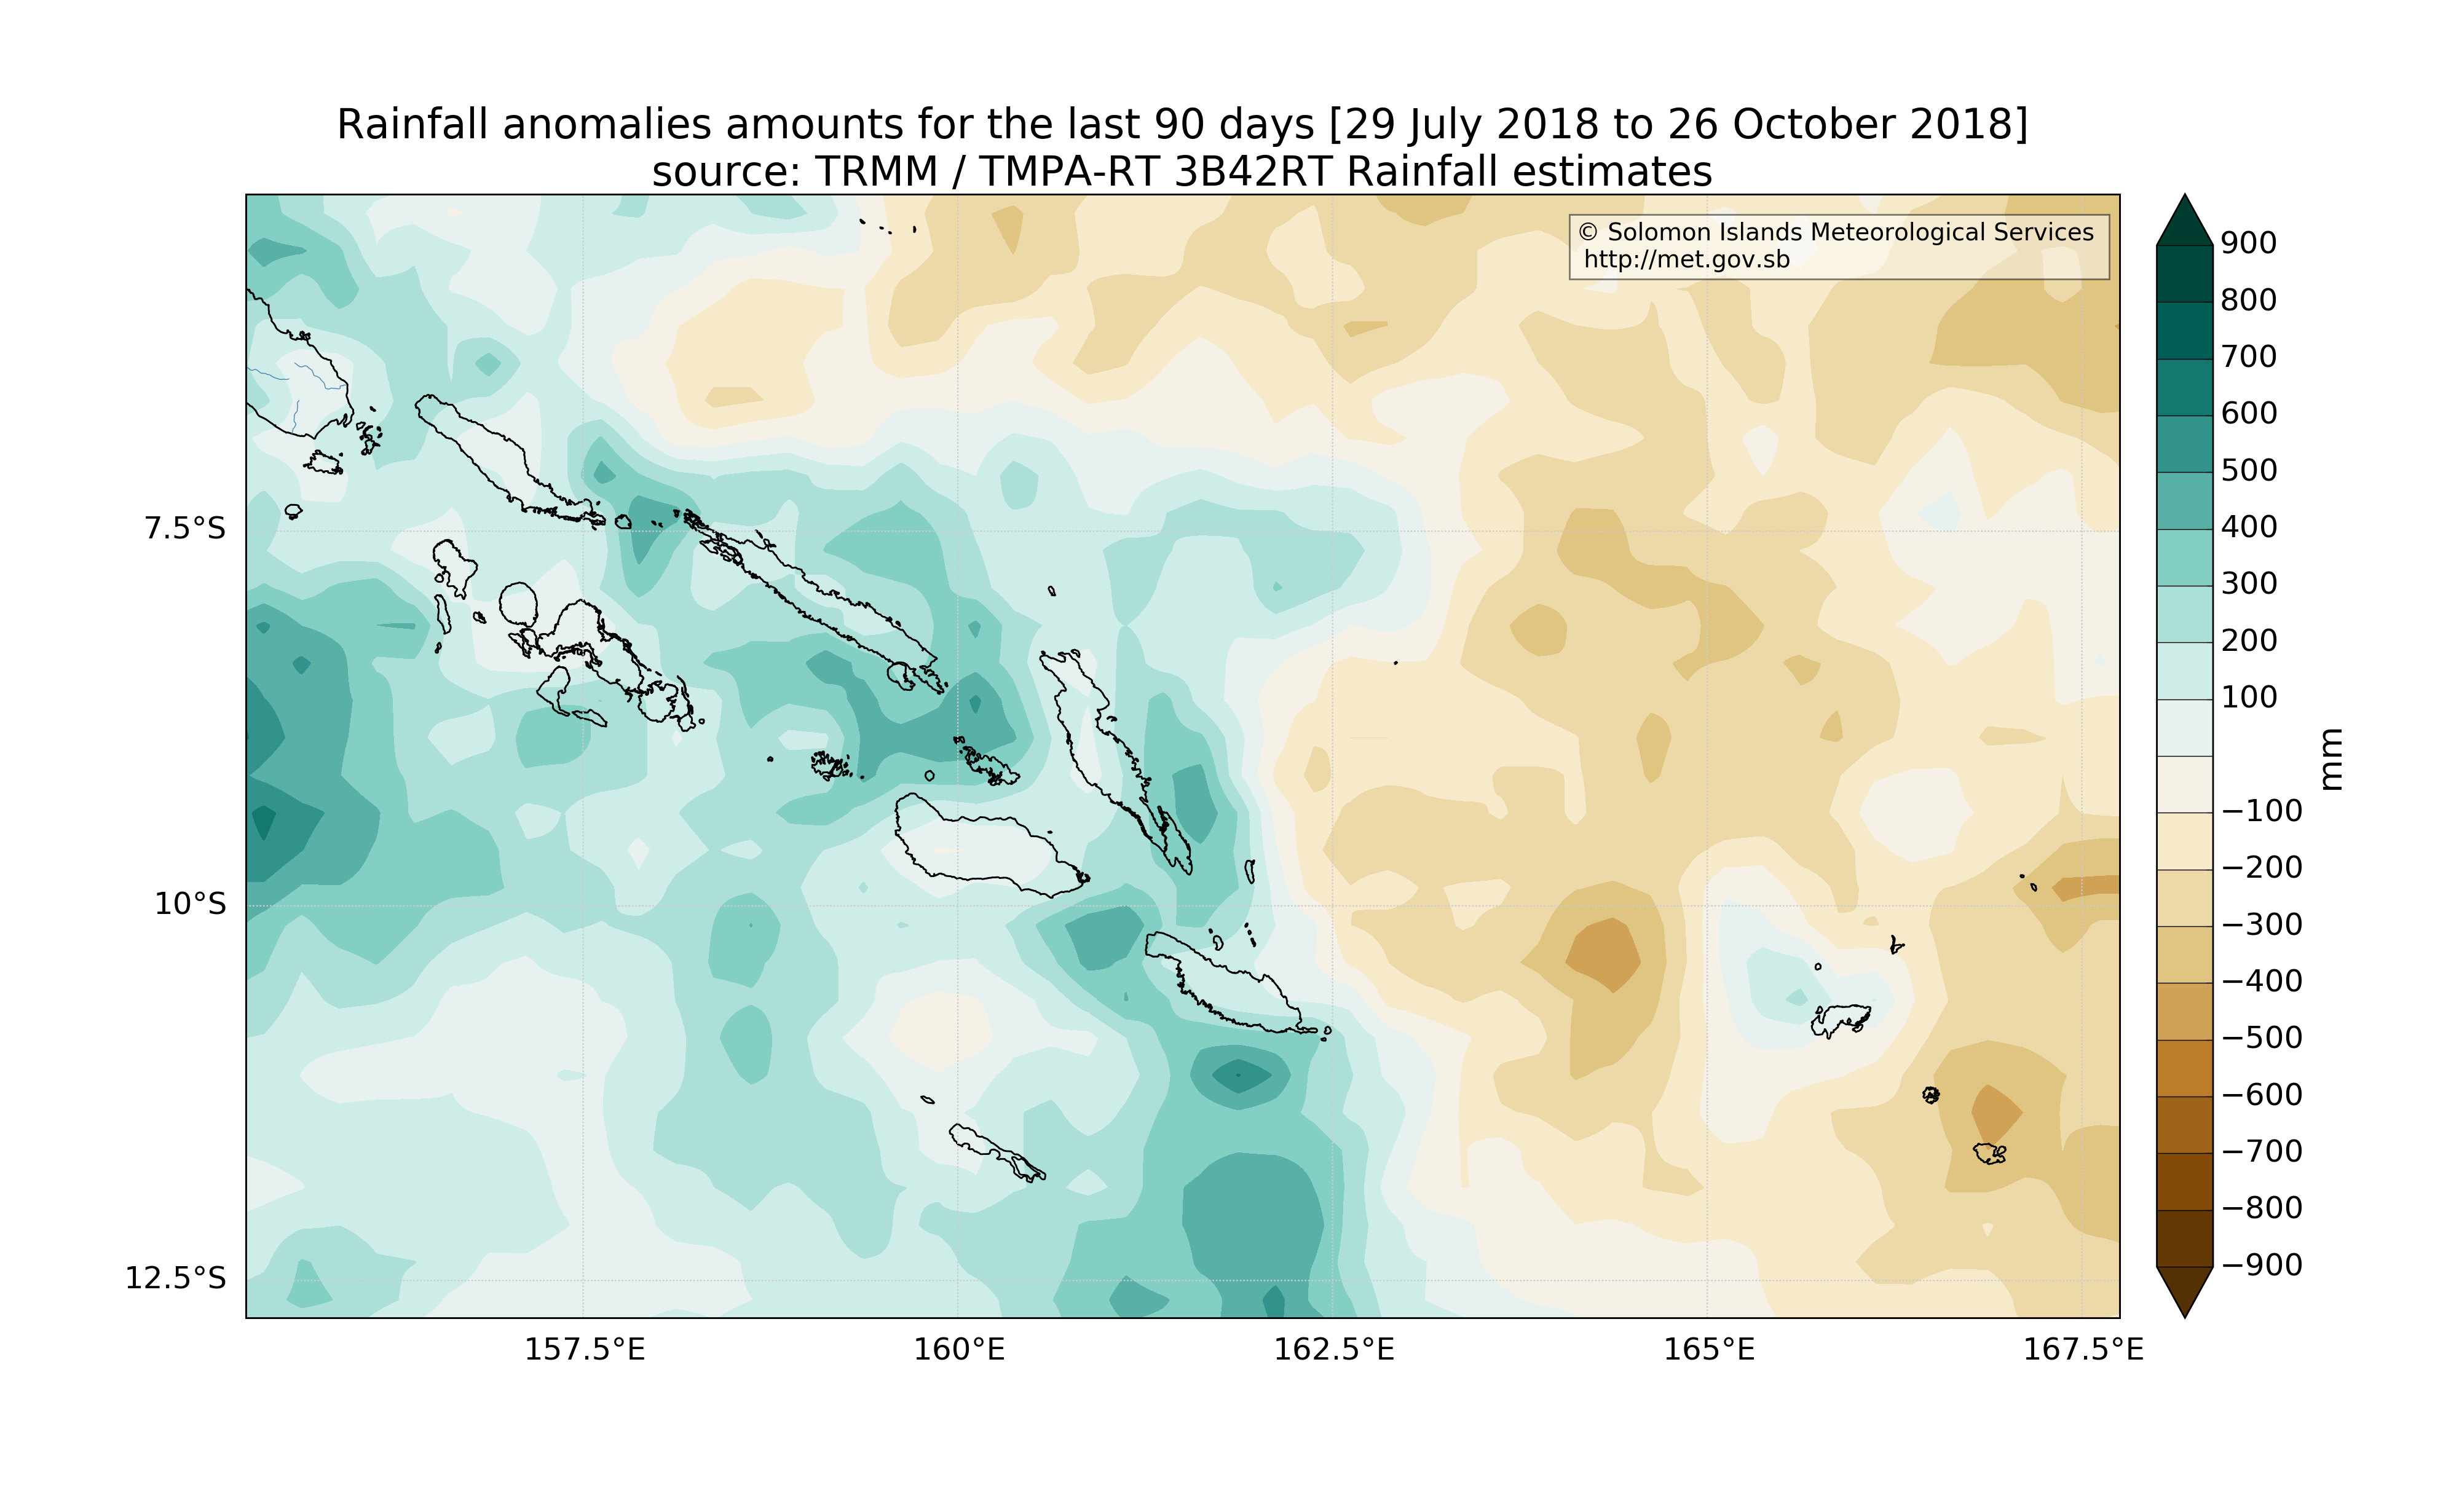 Rainfall anomalies amounts for the last 90 days [29 July 2018 to 26 October 2018]
source: TRMM / TMPA-RT 3B42RT Rainfall estimates
© Solomon Islands Meteorological Services
http://met.gov.sb
7.5°S
10°S
12.5°S
157.5°E
160°E
162.5°E
165°E
167.5°E
900
800
700
600
500
400
300
200
100
−100
−200
−300
−400
−500
−600
−700
−800
−900
mm